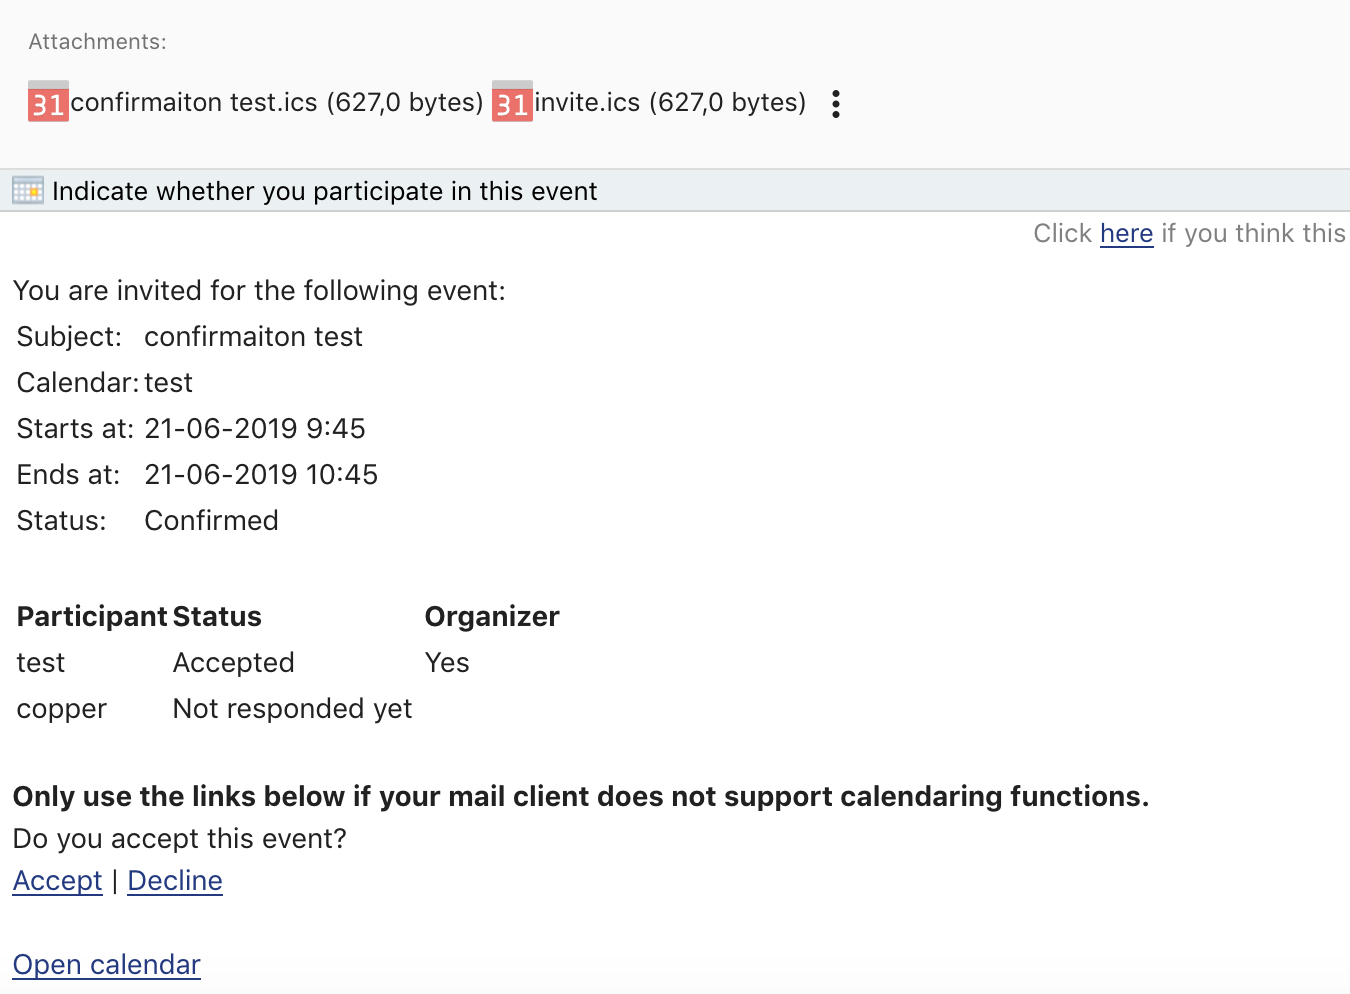 Attachments:
31 confirmaiton test.ics (627,0 bytes) 31 invite.ics (627,0 bytes)
Indicate whether you participate in this event
Click here if you think this
You are invited for the following event:
Subject: confirmaiton test
Calendar: test
Starts at: 21-06-2019 9:45
Ends at: 21-06-2019 10:45
Status: Confirmed
Participant Status Organizer
test Accepted Yes
copper Not responded yet
Only use the links below if your mail client does not support calendaring functions.
Do you accept this event?
Accept | Decline
Open calendar